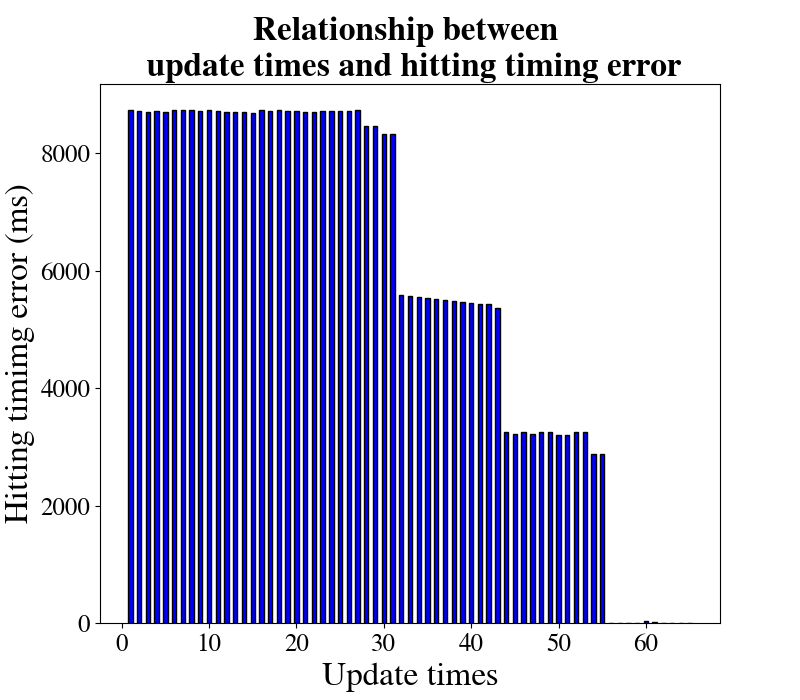 Relationship between
update times and hitting timing error
Hitting timimg error (ms)
8000
6000
4000
2000
0
0 10 20 30 40 50 60
Update times